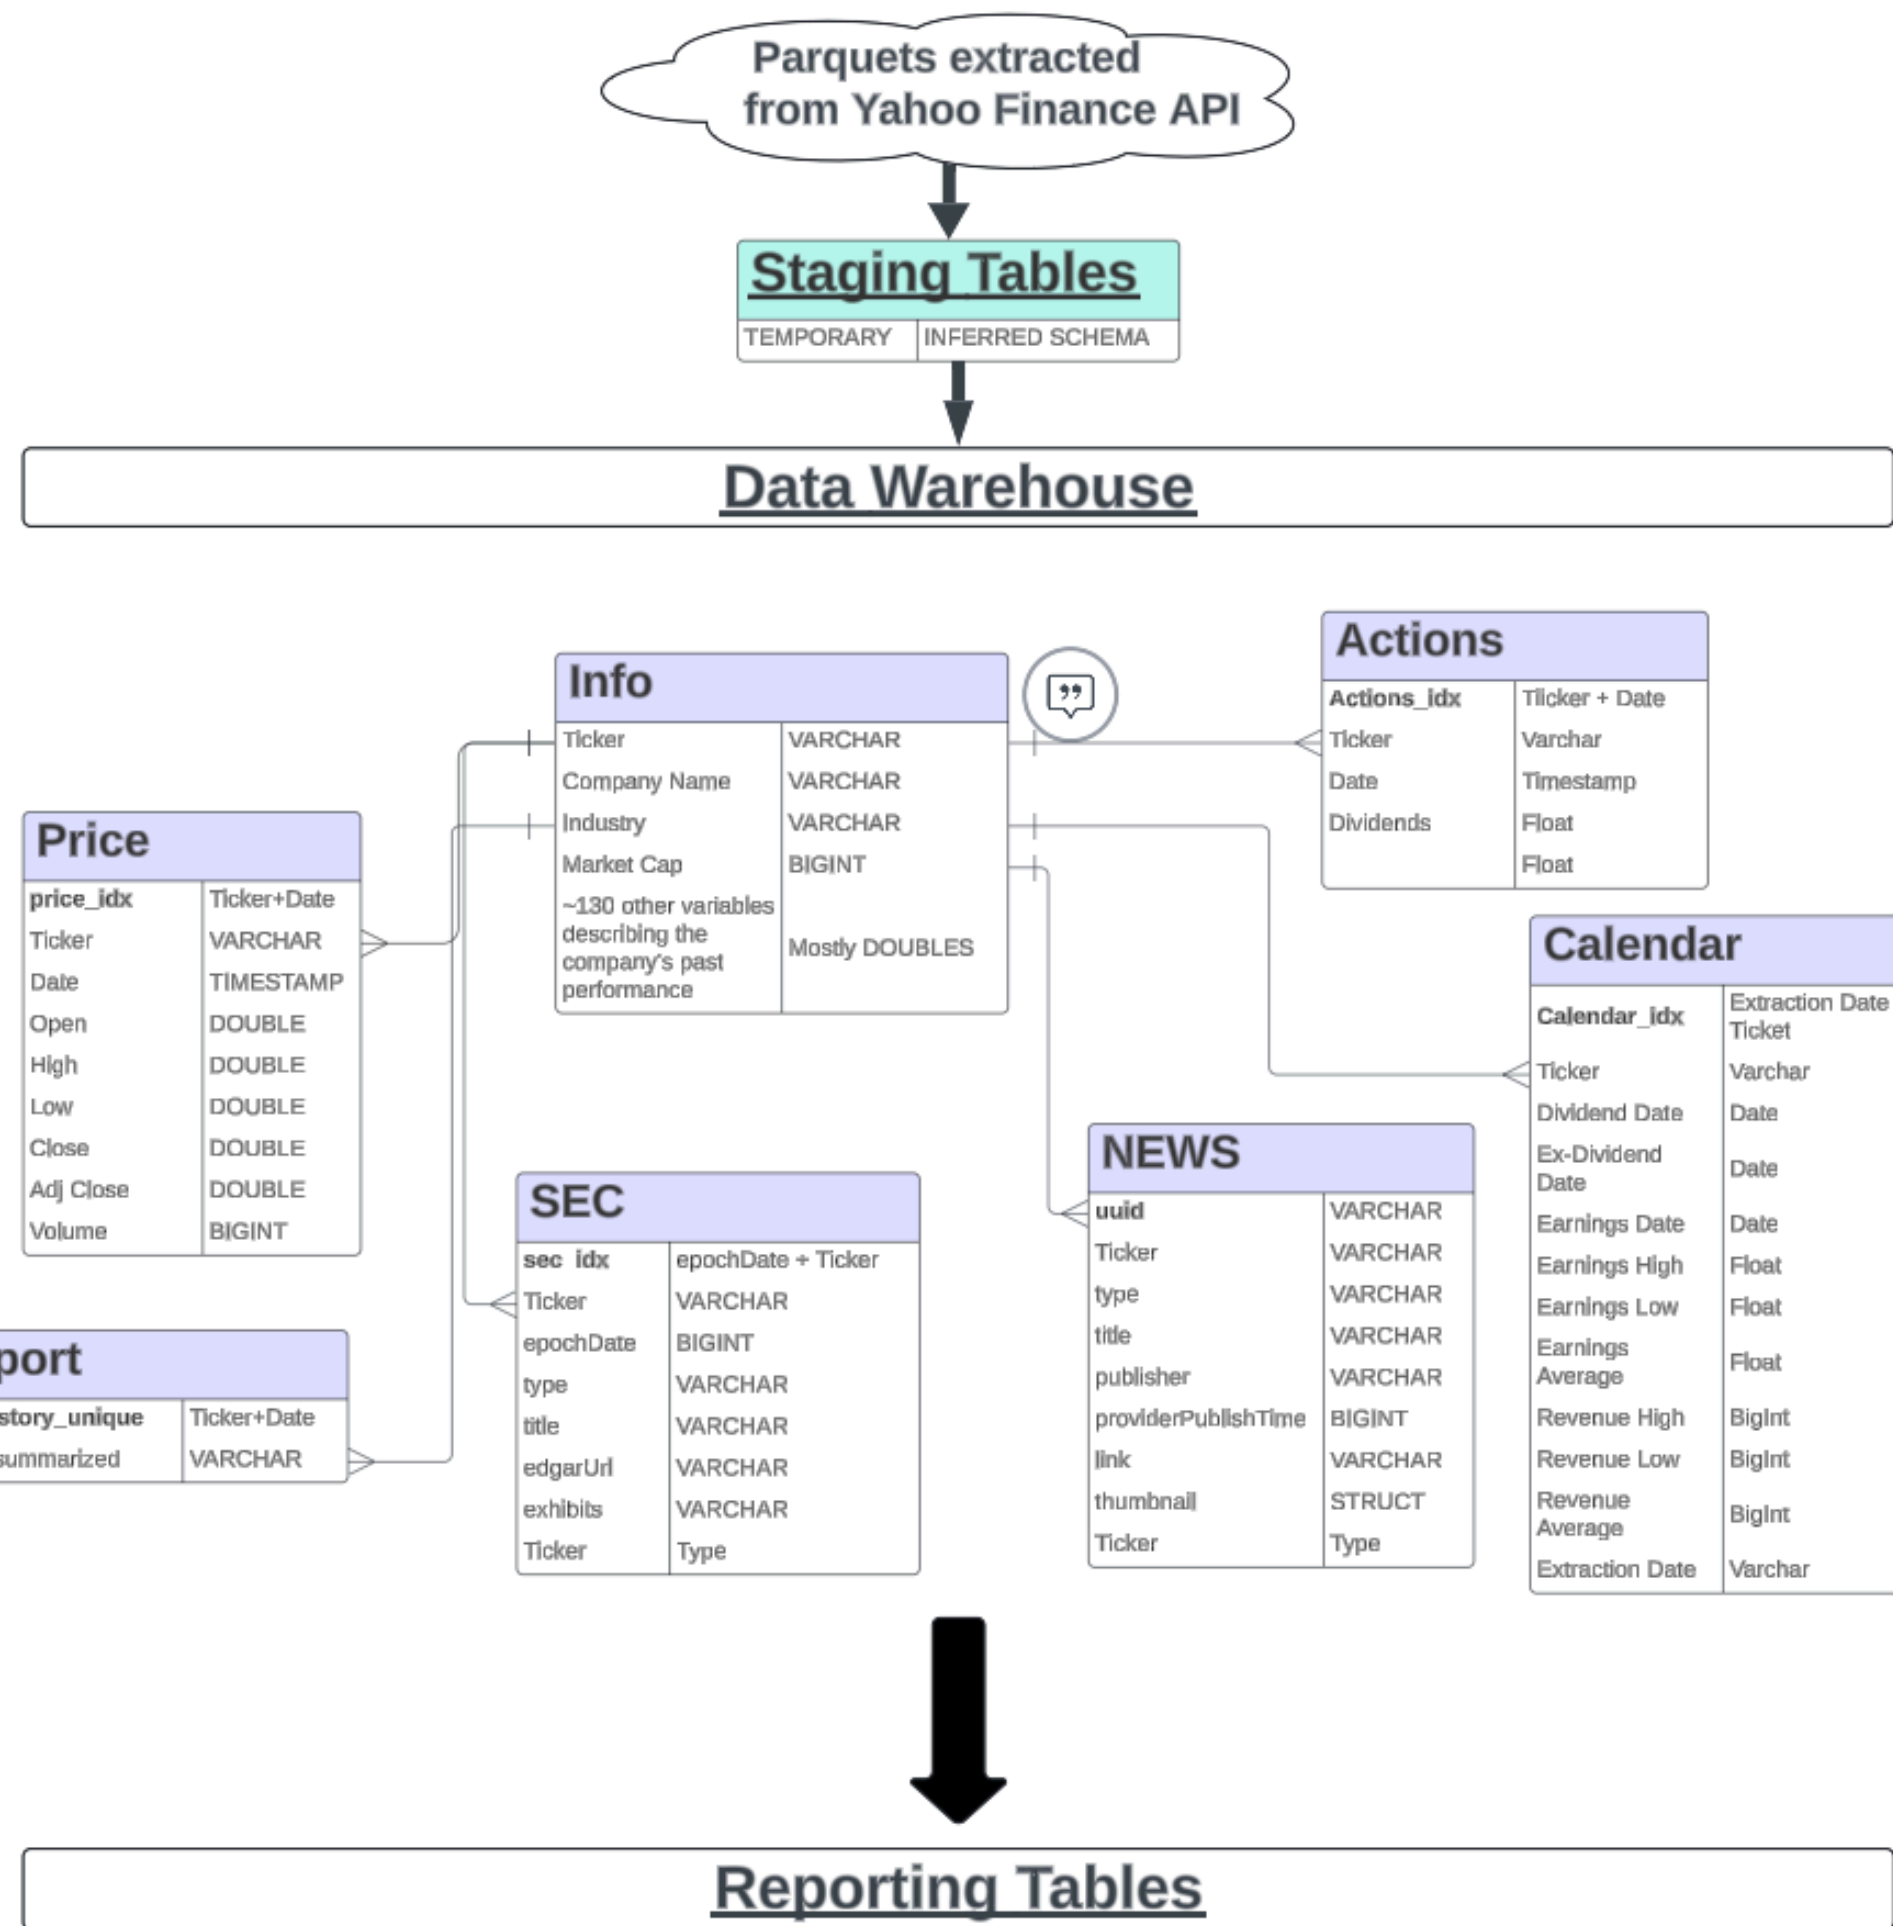 Parquets extracted
from Yahoo Finance API
Staging Tables
TEMPORARY INFERRED SCHEMA
Data Warehouse
Info
Ticker VARCHAR
Company Name VARCHAR
Industry VARCHAR
Market Cap BIGINT
~130 other variables
describing the
company's past
performance
Mostly DOUBLES
Actions
Actions_idx Tiicker + Date
Ticker Varchar
Date Timestamp
Dividends Float
Float
Price
price_idx Ticker+Date
Ticker VARCHAR
Date TIMESTAMP
Open DOUBLE
High DOUBLE
Low DOUBLE
Close DOUBLE
Adj Close DOUBLE
Volume BIGINT
Calendar
Calendar_idx
Extraction Date
Ticket
Ticker Varchar
Dividend Date Date
Ex-Dividend
Date
Date
Earnings Date Date
Earnings High Float
Earnings Low Float
Earnings
Average
Float
Revenue High BigInt
Revenue Low BigInt
Revenue
Average
BigInt
Extraction Date Varchar
NEWS
uuid VARCHAR
Ticker VARCHAR
type VARCHAR
title VARCHAR
publisher VARCHAR
providerPublishTime BIGINT
link VARCHAR
thumbnail STRUCT
Ticker Type
SEC
sec_idx epochDate + Ticker
Ticker VARCHAR
epochDate BIGINT
type VARCHAR
title VARCHAR
edgarUrl VARCHAR
exhibits VARCHAR
Ticker Type
port
story_unique Ticker+Date
summarized VARCHAR
Reporting Tables